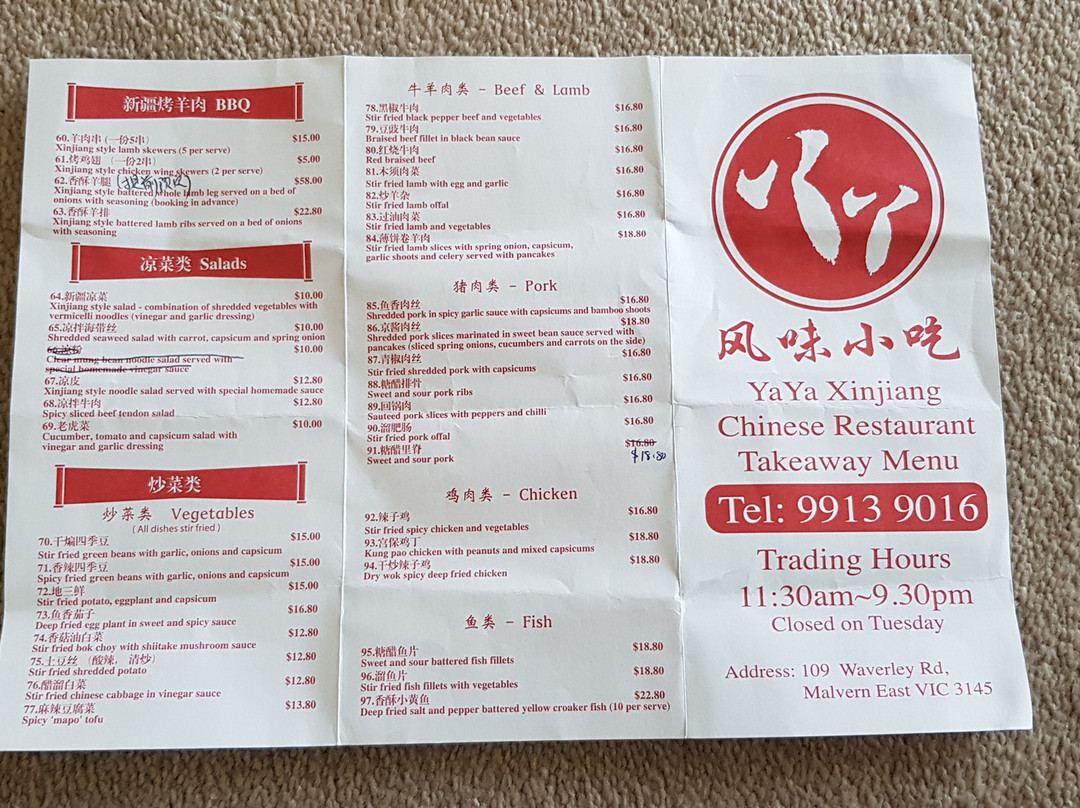 新疆烤羊肉 BBQ
60.羊肉串 (一份5串) $15.00
Xinjiang style lamb skewers (5 per serve)
61.烤鸡翅 (一份2串) $5.00
Xinjiang style chicken wing skewers (2 per serve)
62.香酥羊腿 $58.00
Xinjiang style battered whole lamb leg served on a bed of
onions with seasoning (booking in advance)
63.香酥羊排 $22.80
Xinjiang style battered lamb ribs served on a bed of onions
with seasoning
凉菜类 Salads
64.新疆凉菜 $10.00
Xinjiang style salad - combination of shredded vegetables with
vermicelli noodles (vinegar and garlic dressing)
65.凉拌海带丝 $10.00
Shredded seaweed salad with carrot, capsicum and spring onion
66.凉粉 $10.00
Clear mung bean noodle salad served with
special homemade vinegar sauce
67.凉皮 $12.80
Xinjiang style noodle salad served with special homemade sauce
68.凉拌牛肉 $12.80
Spicy sliced beef tendon salad
69.老虎菜 $10.00
Cucumber, tomato and capsicum salad with
vinegar and garlic dressing
炒菜类
炒菜类 Vegetables
( All dishes stir fried )
70.干煸四季豆 $15.00
Stir fried green beans with garlic, onions and capsicum
71.香辣四季豆 $15.00
Spicy fried green beans with garlic, onions and capsicum
72.地三鲜 $15.00
Stir fried potato, eggplant and capsicum
73.鱼香茄子 $16.80
Deep fried egg plant in sweet and spicy sauce
74.香菇油白菜 $12.80
Stir fried bok choy with shiitake mushroom sauce
75.土豆丝 (酸辣, 清炒) $12.80
Stir fried shredded potato
76.醋溜白菜 $12.80
Stir fried chinese cabbage in vinegar sauce
77.麻辣豆腐菜 $13.80
Spicy 'mapo' tofu
牛羊肉类 - Beef & Lamb
78.黑椒牛肉 $16.80
Stir fried black pepper beef and vegetables
79.豆豉牛肉 $16.80
Braised beef fillet in black bean sauce
80.红烧牛肉 $16.80
Red braised beef
81.木须肉菜 $16.80
Stir fried lamb with egg and garlic
82.炒羊杂 $16.80
Stir fried lamb offal
83.过油肉菜 $16.80
Stir fried lamb and vegetables
84.薄饼卷羊肉 $18.80
Stir fried lamb slices with spring onion, capsicum,
garlic shoots and celery served with pancakes
猪肉类 - Pork
85.鱼香肉丝 $16.80
Shredded pork in spicy garlic sauce with capsicums and bamboo shoots
86.京酱肉丝 $18.80
Shredded pork slices marinated in sweet bean sauce served with
pancakes (sliced spring onions, cucumbers and carrots on the side)
87.青椒肉丝 $16.80
Stir fried shredded pork with capsicums
88.糖醋排骨 $16.80
Sweet and sour pork ribs
89.回锅肉 $16.80
Sauteed pork slices with peppers and chilli
90.溜肥肠 $16.80
Stir fried pork offal
91.糖醋里脊 $16.80
Sweet and sour pork $18.80
鸡肉类 - Chicken
92.辣子鸡 $16.80
Stir fried spicy chicken and vegetables
93.宫保鸡丁 $18.80
Kung pao chicken with peanuts and mixed capsicums
94.干炒辣子鸡 $18.80
Dry wok spicy deep fried chicken
鱼类 - Fish
95.糖醋鱼片 $18.80
Sweet and sour battered fish fillets
96.溜鱼片 $18.80
Stir fried fish fillets with vegetables
97.香酥小黄鱼 $22.80
Deep fried salt and pepper battered yellow croaker fish (10 per serve)
风味小吃
YaYa Xinjiang
Chinese Restaurant
Takeaway Menu
Tel: 9913 9016
Trading Hours
11:30am~9.30pm
Closed on Tuesday
Address: 109 Waverley Rd,
Malvern East VIC 3145